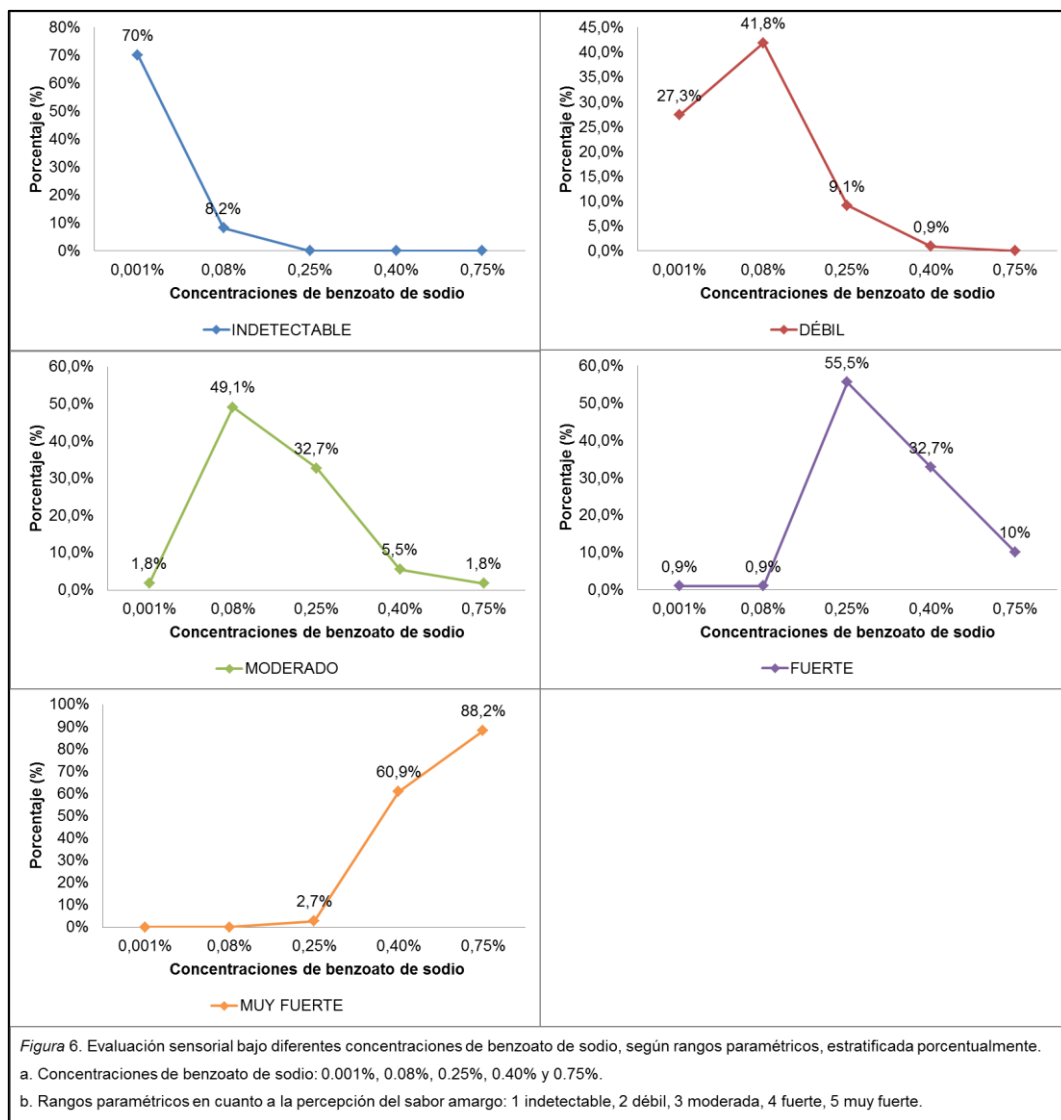 80%
70%
60%
50%
40%
30%
20%
10%
0%
Porcentaje (%)
70%
8,2%
0,001% 0,08% 0,25% 0,40% 0,75%
Concentraciones de benzoato de sodio
INDETECTABLE
45,0%
40,0%
35,0%
30,0%
25,0%
20,0%
15,0%
10,0%
5,0%
0,0%
Porcentaje (%)
27,3%
41,8%
9,1%
0,9%
0,001% 0,08% 0,25% 0,40% 0,75%
Concentraciones de benzoato de sodio
DÉBIL
60,0%
50,0%
40,0%
30,0%
20,0%
10,0%
0,0%
Porcentaje (%)
1,8%
49,1%
32,7%
5,5%
1,8%
0,001% 0,08% 0,25% 0,40% 0,75%
Concentraciones de benzoato de sodio
MODERADO
60,0%
50,0%
40,0%
30,0%
20,0%
10,0%
0,0%
Porcentaje (%)
0,9%
0,9%
55,5%
32,7%
10%
0,001% 0,08% 0,25% 0,40% 0,75%
Concentraciones de benzoato de sodio
FUERTE
100%
90%
80%
70%
60%
50%
40%
30%
20%
10%
0%
Porcentaje (%)
2,7%
60,9%
88,2%
0,001% 0,08% 0,25% 0,40% 0,75%
Concentraciones de benzoato de sodio
MUY FUERTE
Figura 6. Evaluación sensorial bajo diferentes concentraciones de benzoato de sodio, según rangos paramétricos, estratificada porcentualmente.
a. Concentraciones de benzoato de sodio: 0.001%, 0.08%, 0.25%, 0.40% y 0.75%.
b. Rangos paramétricos en cuanto a la percepción del sabor amargo: 1 indetectable, 2 débil, 3 moderada, 4 fuerte, 5 muy fuerte.